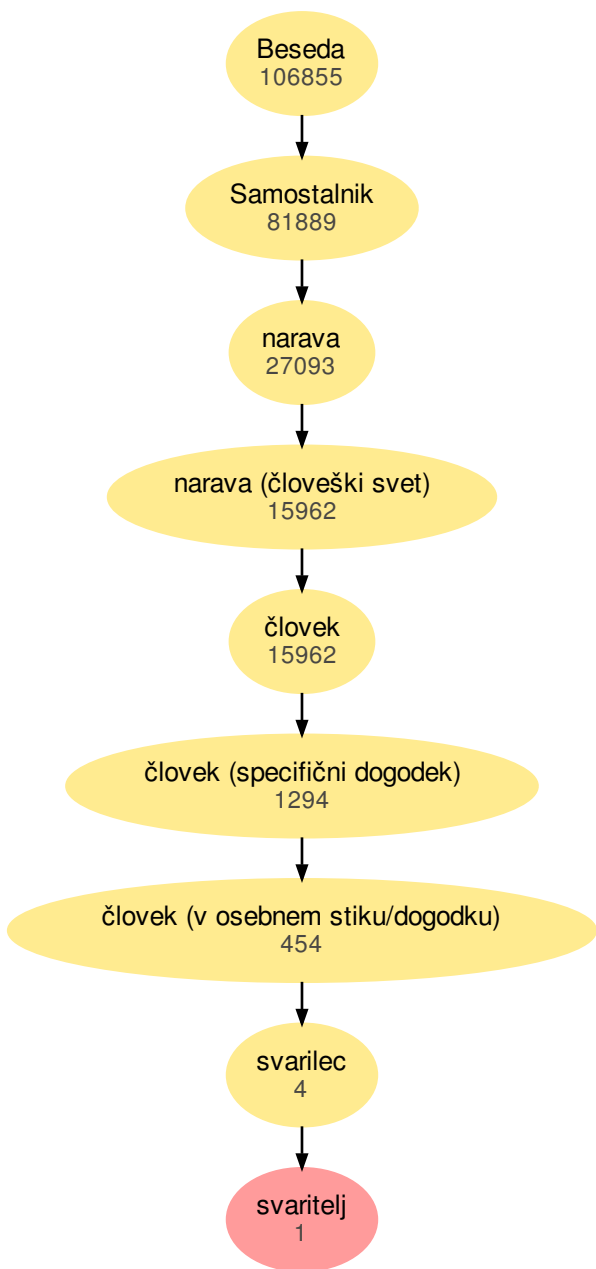 Beseda
106855
Samostalnik
81889
narava
27093
narava (človeški svet)
15962
človek
15962
človek (specifični dogodek)
1294
človek (v osebnem stiku/dogodku)
454
svarilec
4
svaritelj
1